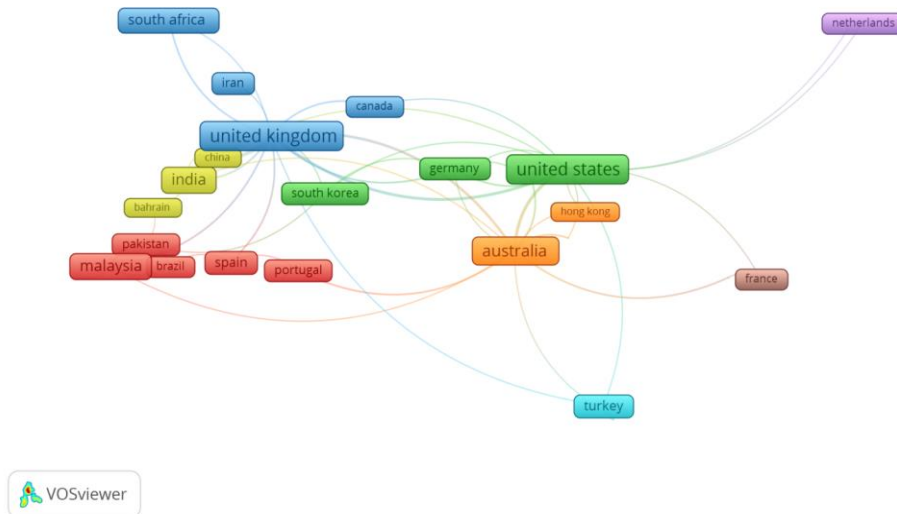 south africa
netherlands
iran
canada
united kingdom
china
germany
united states
india
south korea
bahrain
hong kong
pakistan
australia
malaysia
brazil
spain
portugal
france
turkey
VOSviewer